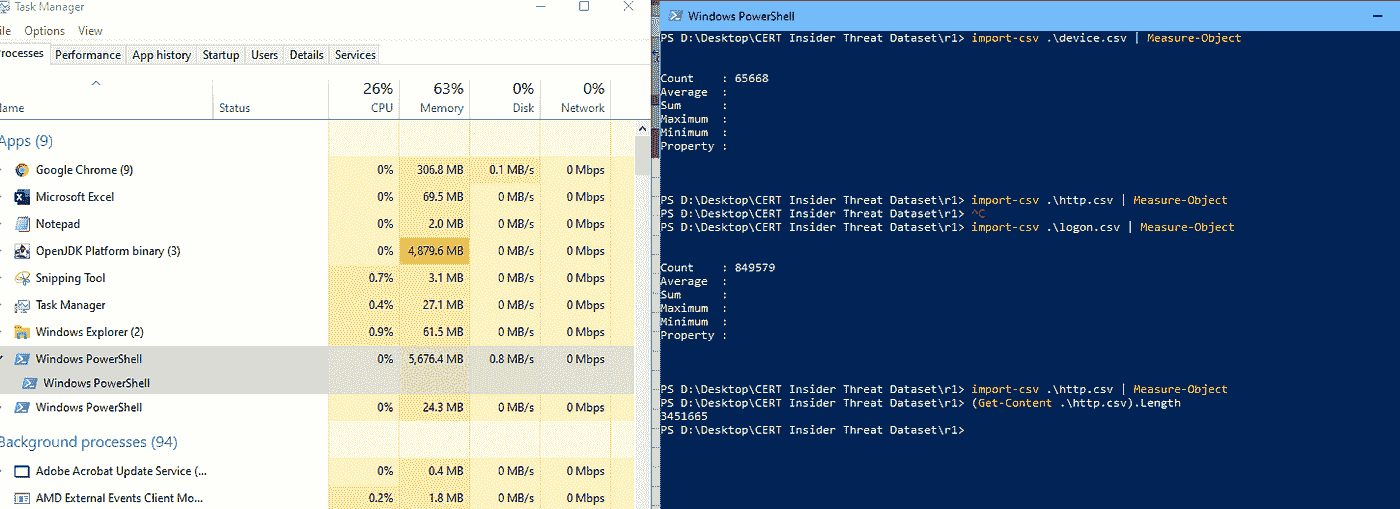 Task Manager
ile Options View
Processes Performance App history Startup Users Details Services
26% 63% 0% 0%
Name Status CPU Memory Disk Network
Apps (9)
Google Chrome (9) 0% 306.8 MB 0.1 MB/s 0 Mbps
Microsoft Excel 0% 69.5 MB 0 MB/s 0 Mbps
Notepad 0% 2.0 MB 0 MB/s 0 Mbps
OpenJDK Platform binary (3) 0% 4,879.6 MB 0 MB/s 0 Mbps
Snipping Tool 0.7% 3.1 MB 0 MB/s 0 Mbps
Task Manager 0.4% 27.1 MB 0 MB/s 0 Mbps
Windows Explorer (2) 0.9% 61.5 MB 0 MB/s 0 Mbps
Windows PowerShell 0% 5,676.4 MB 0.8 MB/s 0 Mbps
Windows PowerShell
Windows PowerShell 0% 24.3 MB 0 MB/s 0 Mbps
Background processes (94)
Adobe Acrobat Update Service (... 0% 0.4 MB 0 MB/s 0 Mbps
AMD External Events Client Mo... 0.2% 1.8 MB 0 MB/s 0 Mbps
Windows PowerShell
PS D:\Desktop\CERT Insider Threat Dataset\r1> import-csv .\device.csv | Measure-Object
Count : 65668
Average :
Sum :
Maximum :
Minimum :
Property :
PS D:\Desktop\CERT Insider Threat Dataset\r1> import-csv .\http.csv | Measure-Object
PS D:\Desktop\CERT Insider Threat Dataset\r1> ^C
PS D:\Desktop\CERT Insider Threat Dataset\r1> import-csv .\logon.csv | Measure-Object
Count : 849579
Average :
Sum :
Maximum :
Minimum :
Property :
PS D:\Desktop\CERT Insider Threat Dataset\r1> import-csv .\http.csv | Measure-Object
PS D:\Desktop\CERT Insider Threat Dataset\r1> (Get-Content .\http.csv).Length
3451665
PS D:\Desktop\CERT Insider Threat Dataset\r1>